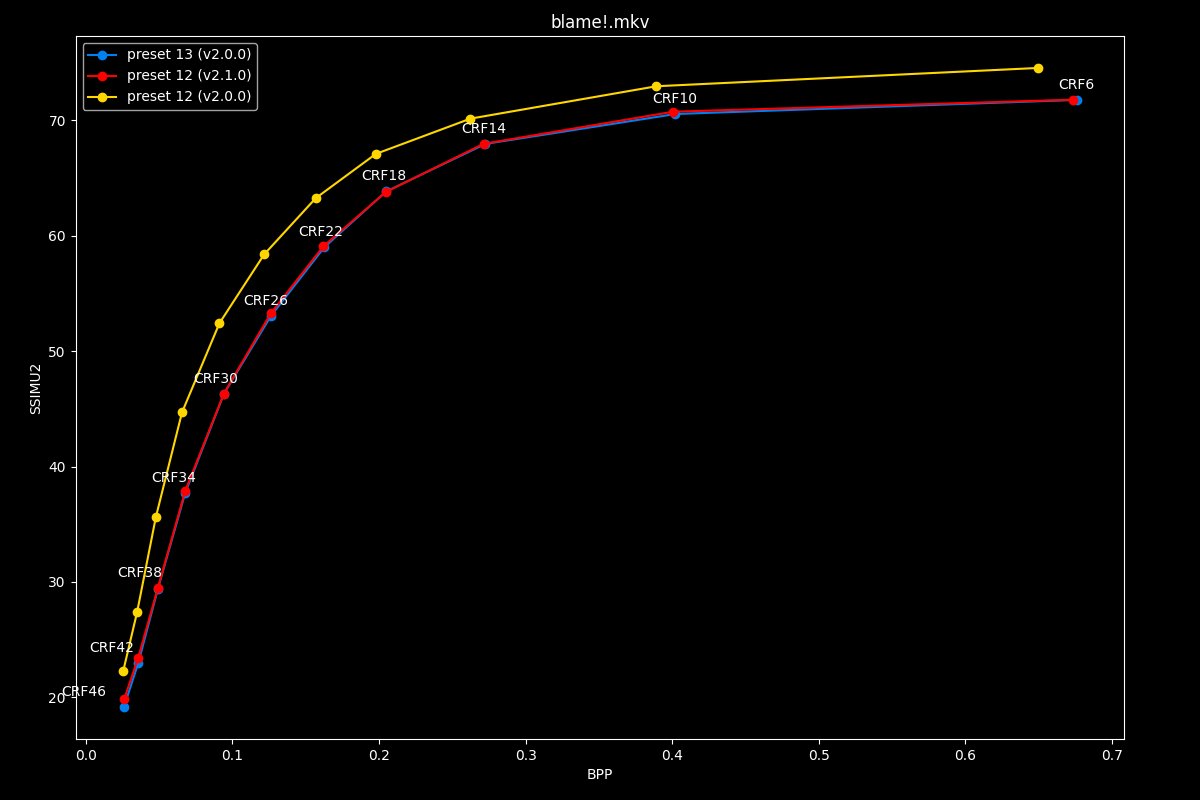 blame!.mkv
preset 13 (v2.0.0)
preset 12 (v2.1.0)
preset 12 (v2.0.0)
SSIMU2
70
60
50
40
30
20
CRF6
CRF10
CRF14
CRF18
CRF22
CRF26
CRF30
CRF34
CRF38
CRF42
CRF46
0.0 0.1 0.2 0.3 0.4 0.5 0.6 0.7
BPP